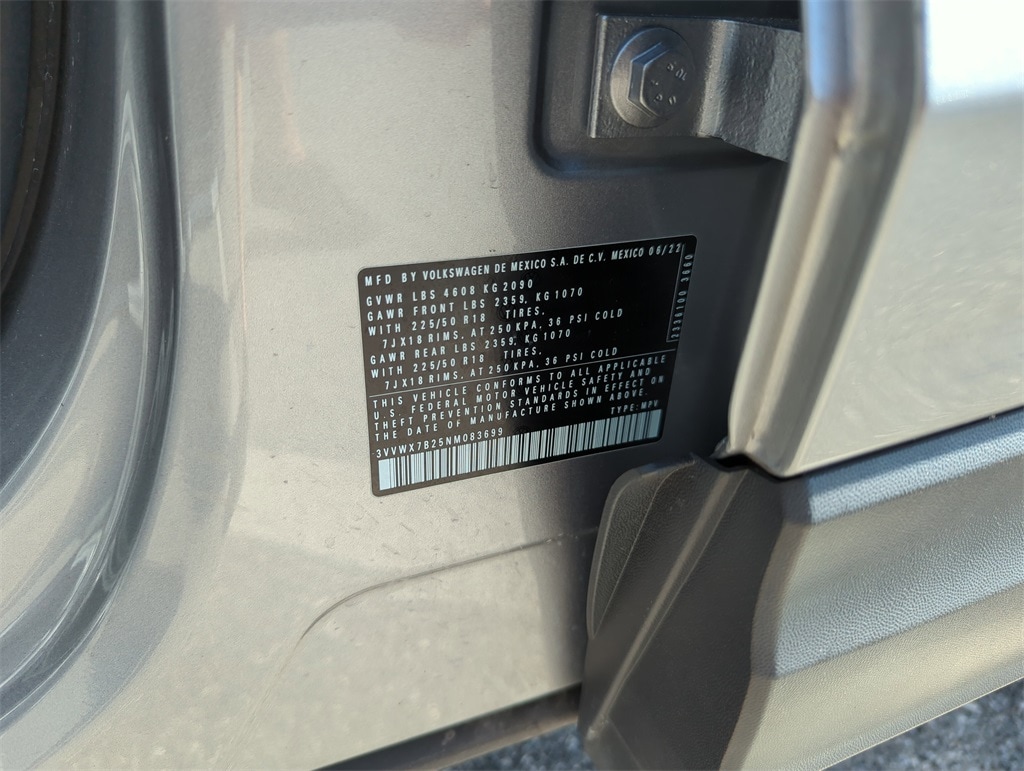 MFD BY VOLKSWAGEN DE MEXICO S.A. DE C.V. MEXICO 06/22
GVWR LBS 4608 KG 2090
GAWR FRONT LBS 2359, KG 1070
WITH 225/50 R18 TIRES,
7JX18 RIMS, AT 250 KPA, 36 PSI COLD
GAWR REAR LBS 2359, KG 1070
WITH 225/50 R18 TIRES,
7JX18 RIMS, AT 250 KPA, 36 PSI COLD
THIS VEHICLE CONFORMS TO ALL APPLICABLE
U.S. FEDERAL MOTOR VEHICLE SAFETY AND
THEFT PREVENTION STANDARDS IN EFFECT ON
THE DATE OF MANUFACTURE SHOWN ABOVE.
TYPE: MPV
3VVWX7B25NM083699